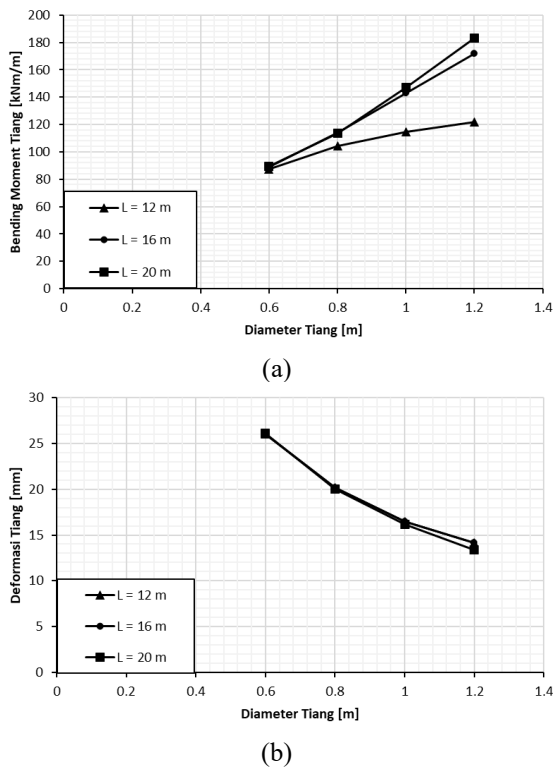 200
180
160
140
120
100
80
60
40
20
0
Bending Moment Tiang [kNm/m]
L = 12 m
L = 16 m
L = 20 m
0 0.2 0.4 0.6 0.8 1 1.2 1.4
Diameter Tiang [m]
(a)
30
25
20
15
10
5
0
Deformasi Tiang [mm]
L = 12 m
L = 16 m
L = 20 m
0 0.2 0.4 0.6 0.8 1 1.2 1.4
Diameter Tiang [m]
(b)